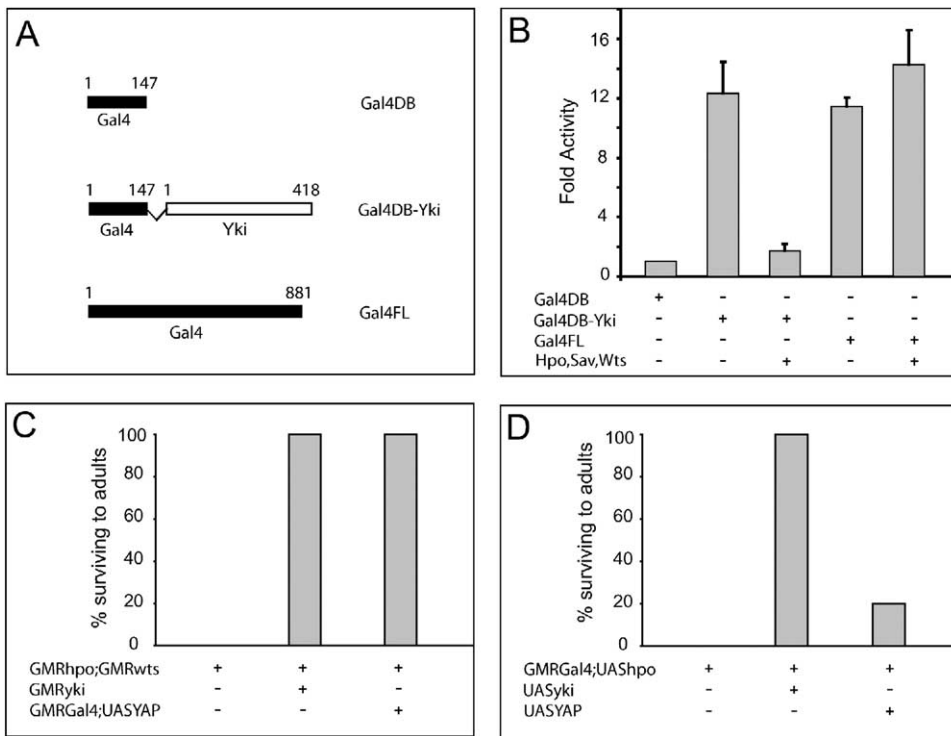 A
1 147
Gal4
Gal4DB
1 147 1 418
Gal4 Yki
Gal4DB-Yki
1 881
Gal4
Gal4FL
B
Fold Activity
16
12
8
4
0
Gal4DB + - - - -
Gal4DB-Yki - + + - -
Gal4FL - - - + +
Hpo,Sav,Wts - - + - +
C
% surviving to adults
100
80
60
40
20
0
GMRhpo;GMRwts + + +
GMRyki - + -
GMRGal4;UASYAP - - +
D
% surviving to adults
100
80
60
40
20
0
GMRGal4;UAShpo + + +
UASyki - + -
UASYAP - - +